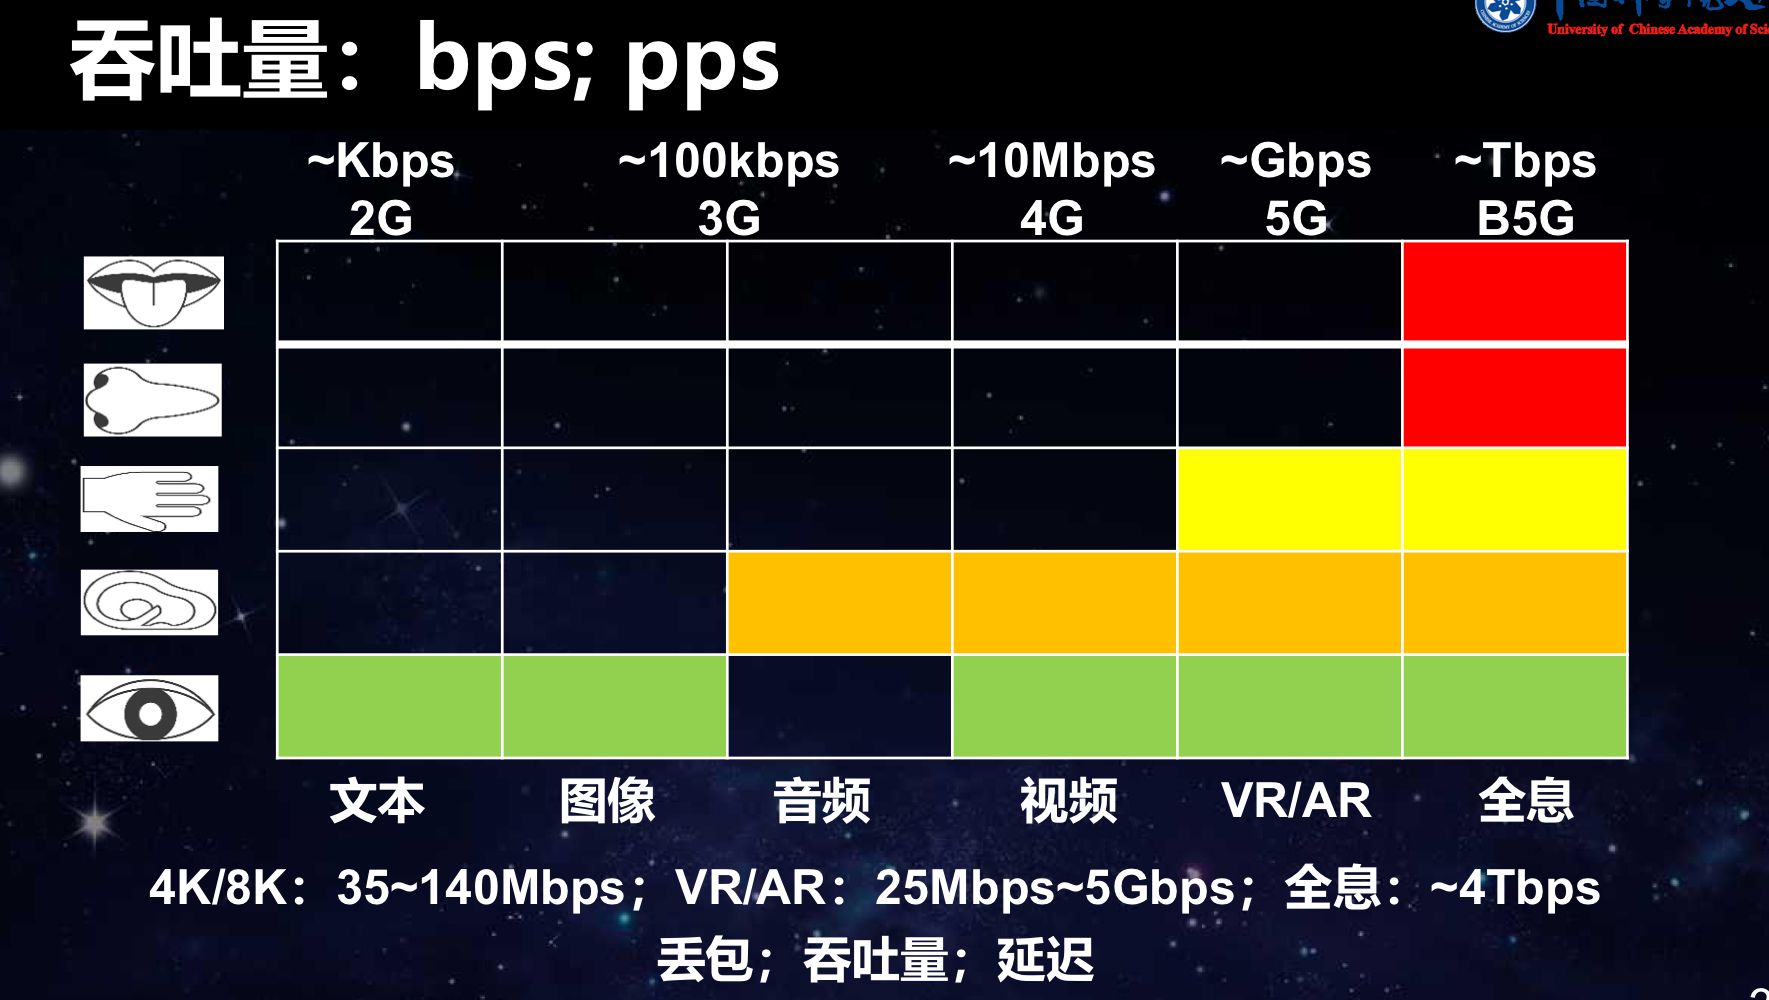 吞吐量：bps; pps
University of Chinese Academy of
~Kbps ~100kbps ~10Mbps ~Gbps ~Tbps
2G 3G 4G 5G B5G
文本 图像 音频 视频 VR/AR 全息
4K/8K：35~140Mbps；VR/AR：25Mbps~5Gbps；全息：~4Tbps
丢包；吞吐量；延迟